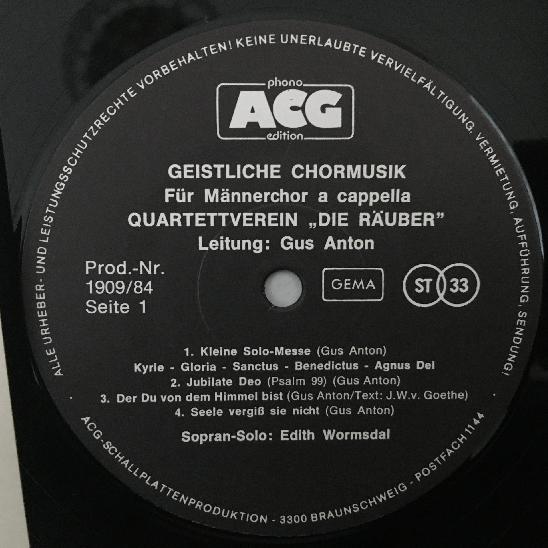 ALLE URHEBER- UND LEISTUNGSSCHUTZRECHTE VORBEHALTEN! KEINE UNERLAUBTE VERVIELFÄLTIGUNG, VERMIETUNG, AUFFÜHRUNG, SENDUNG!
phono
ACG
edition
GEISTLICHE CHORMUSIK
Für Männerchor a cappella
QUARTETTVEREIN „DIE RÄUBER”
Leitung: Gus Anton
Prod.-Nr.
1909/84
Seite 1
GEMA
ST 33
1. Kleine Solo-Messe (Gus Anton)
Kyrie - Gloria - Sanctus - Benedictus - Agnus Dei
2. Jubilate Deo (Psalm 99) (Gus Anton)
3. Der Du von dem Himmel bist (Gus Anton/Text: J.W.v. Goethe)
4. Seele vergiß sie nicht (Gus Anton)
Sopran-Solo: Edith Wormsdal
ACG-SCHALLPLATTENPRODUKTION - 3300 BRAUNSCHWEIG - POSTFACH 1144